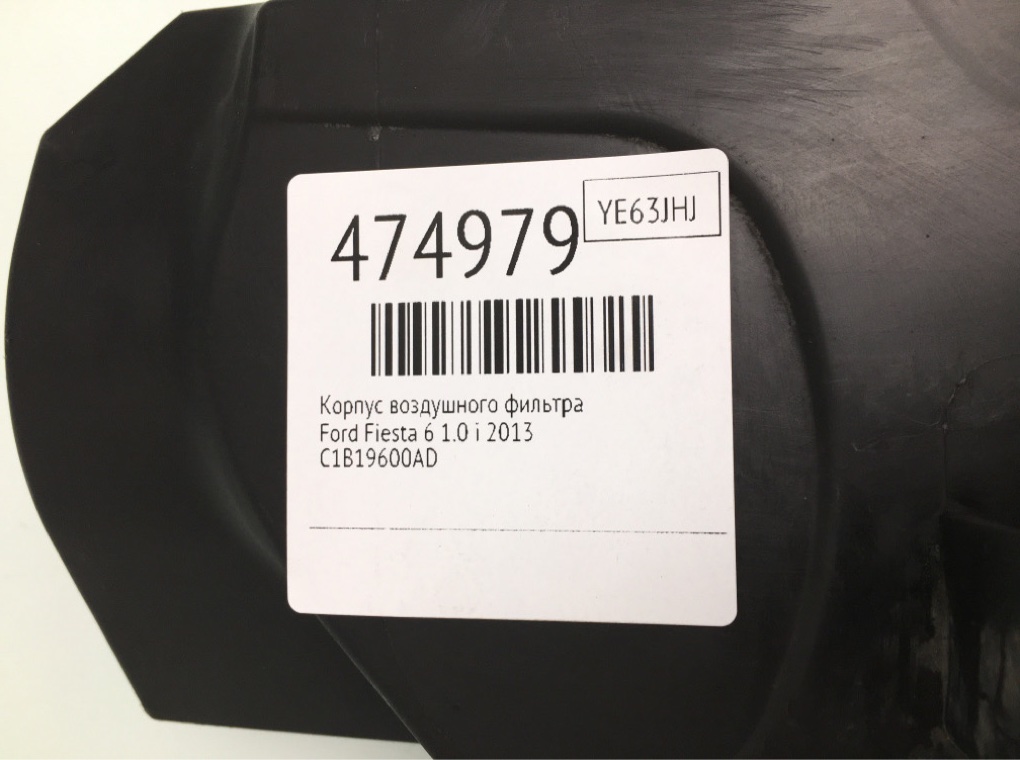 474979
YE63JHJ
Корпус воздушного фильтра
Ford Fiesta 6 1.0 i 2013
C1B19600AD